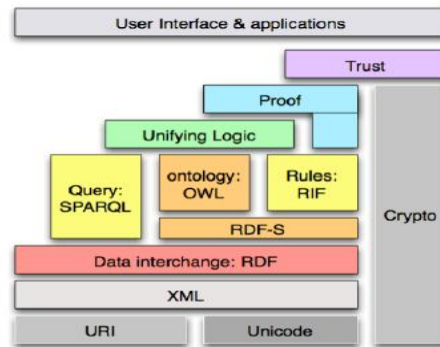 User Interface & applications
Trust
Proof
Unifying Logic
Query:
SPARQL
ontology:
OWL
Rules:
RIF
Crypto
RDF-S
Data interchange: RDF
XML
URI
Unicode